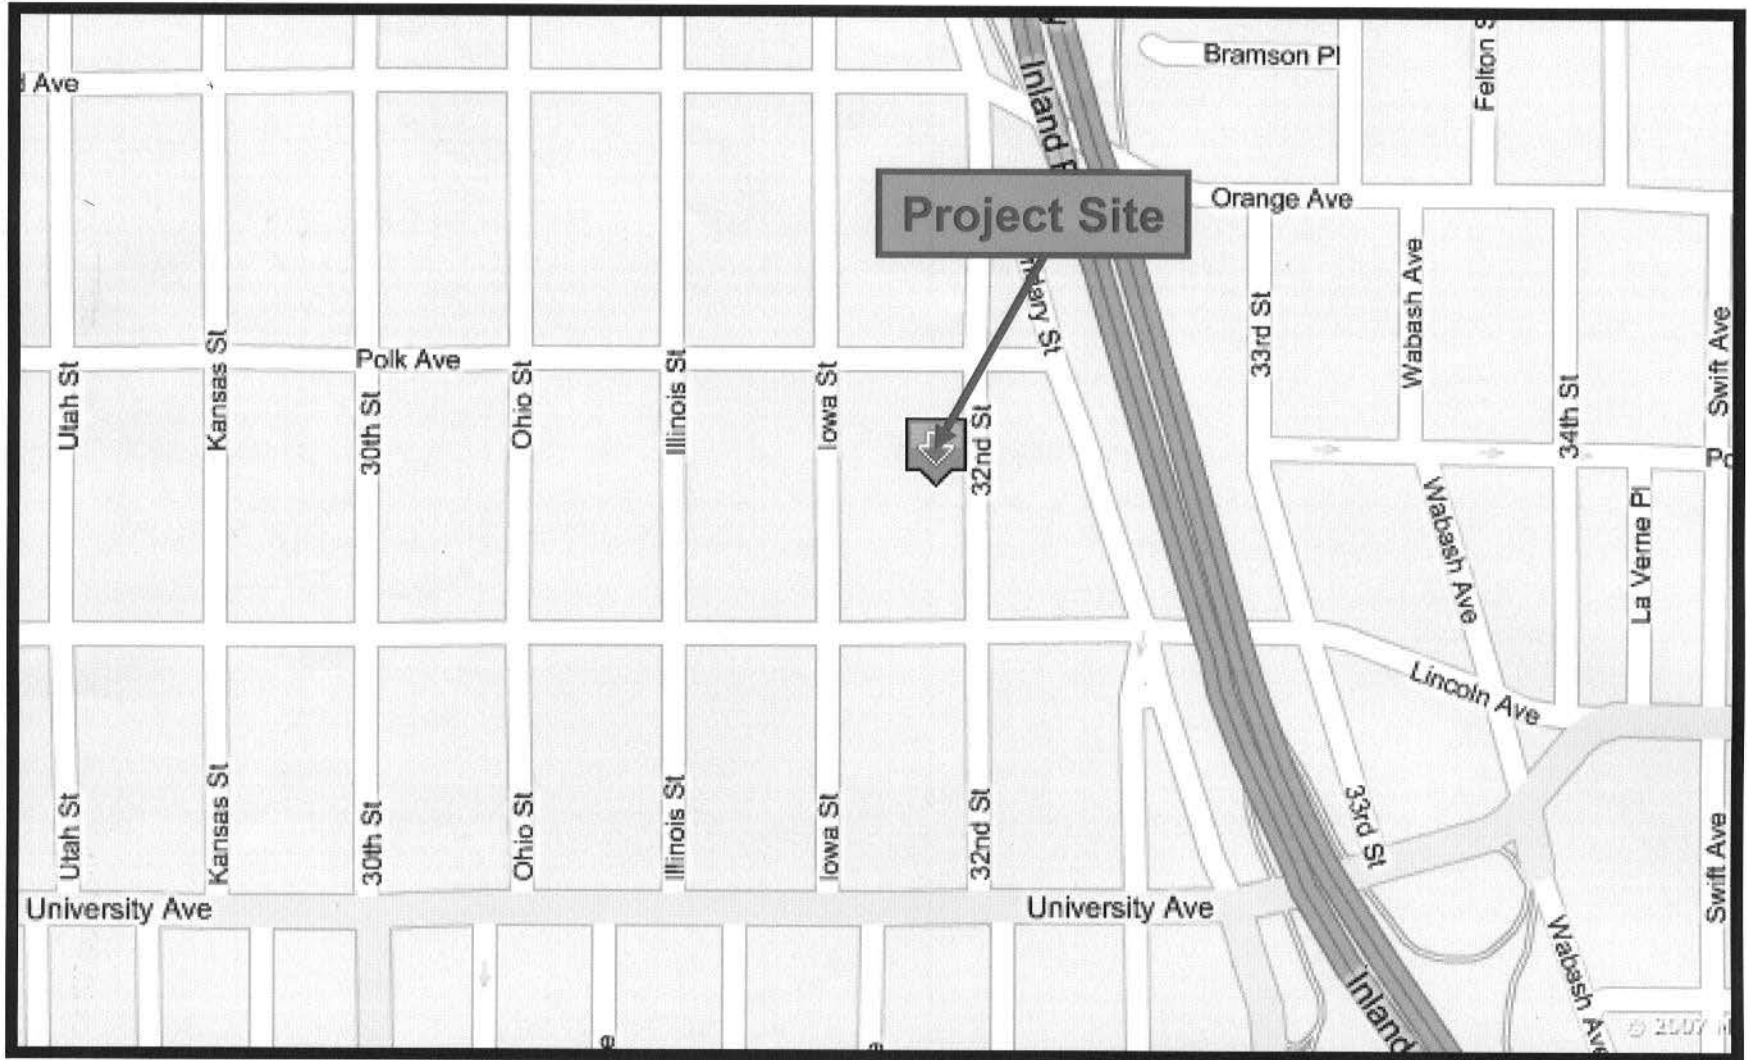 Bramson Pl
Felton S
d Ave
Inland F
Project Site
Orange Ave
33rd St
Wabash Ave
Swift Ave
Polk Ave
Utah St
Kansas St
30th St
Ohio St
Illinois St
Iowa St
32nd St
34th St
Po
Wabash Ave
La Verne Pl
Lincoln Ave
Utah St
Kansas St
30th St
Ohio St
Illinois St
Iowa St
32nd St
33rd St
Swift Ave
University Ave
University Ave
Wabash Ave
Inland
© 2007 N
e
e